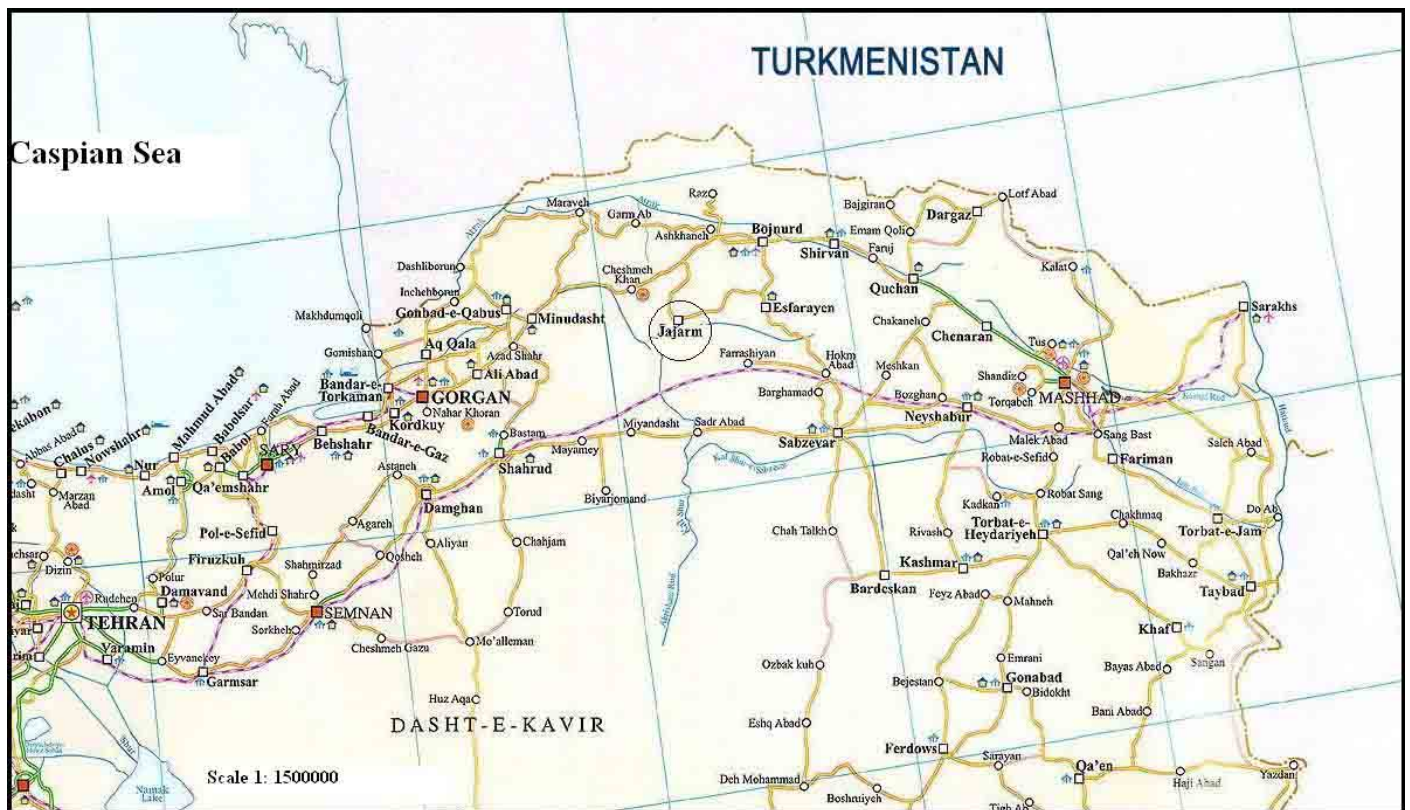 TURKMENISTAN
Caspian Sea
Lotf Abad
Raz
Bajgiran
Dargaz
Maraveh
Atrak
Garm Ab
Ashkhaneh
Bojnurd
Emam Qoli
Atrak
Shirvan
Faruj
Kalat
Dashliborun
Cheshmeh
Khan
Quchan
Inchehborun
Gonbad-e-Qabus
Minudasht
Esfarayen
Sarakhs
Makhdumqoli
Jajarm
Chakaneh
Chenaran
Aq Qala
Azad Shahr
Tus
Gomishan
Farrashiyan
Hokm
Abad
Meshkan
Shandiz
Ali Abad
Bandar-e-
Torkaman
GORGAN
Barghamad
Bozghan
Torqabeh
MASHHAD
Mahmud Abad
Babolsar
Farah Abad
Nahar Khoran
Kordkuy
Neyshabur
Abbas Abad
Chalus
Nowshahr
Nur
Babol
SARY
Behshahr
Bandar-e-Gaz
Bastam
Miyandasht
Sadr Abad
Sabzevar
Malek Abad
Sang Bast
Saleh Abad
Harirud
Mayamey
Shahrud
Robat-e-Sefid
Fariman
Marzan
Abad
Amol
Qa'emshahr
Astaneh
Damghan
Biyarjomand
Kadkan
Robat Sang
Do Ab
Agareh
Pol-e-Sefid
Chah Talkh
Rivash
Torbat-e-
Heydariyeh
Chakhmaq
Torbat-e-Jam
Aliyan
Chahjam
Qal'eh Now
Dizin
Firuzkuh
Shahmirzad
Qosheh
Kashmar
Bakharz
Polur
Bardeskan
Taybad
Rudehen
Damavand
Mehdi Shahr
Feyz Abad
Mahneh
TEHRAN
Sar Bandan
SEMNAN
Torud
Khaf
Sorkheh
Cheshmeh Gazu
Mo'alleman
Varamin
Eyvanekey
Ozbak kuh
Emrani
Sangan
Bayas Abad
Garmsar
Bejestan
Gonabad
Bidokht
Huz Aqa
Bani Abad
DASHT-E-KAVIR
Eshq Abad
Shur
Ferdows
Sarayan
Qa'en
Scale 1: 1500000
Yazdan
Deh Mohammad
Haji Abad
Namak
Lake
Boshruyeh